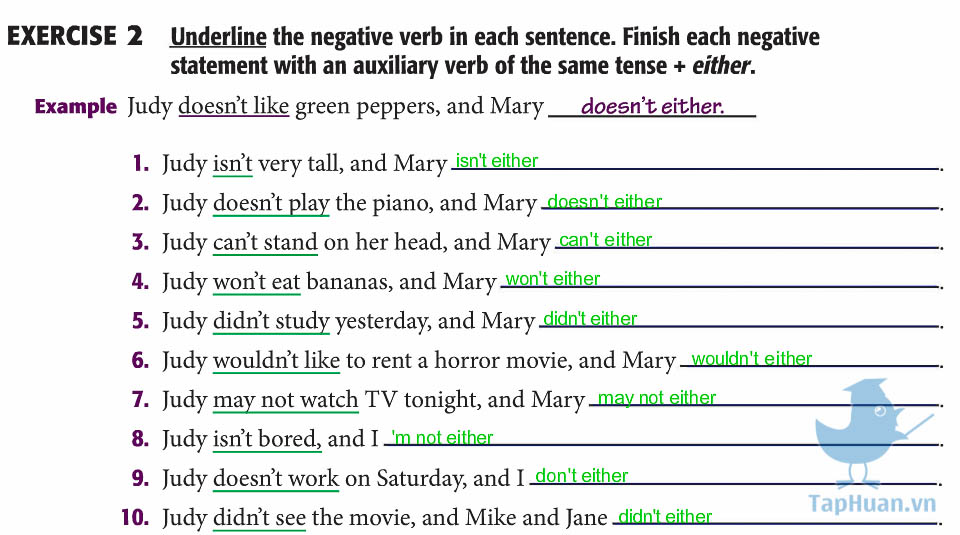 EXERCISE 2 Underline the negative verb in each sentence. Finish each negative
statement with an auxiliary verb of the same tense + either.
Example Judy doesn’t like green peppers, and Mary doesn’t either.
1. Judy isn’t very tall, and Mary isn't either.
2. Judy doesn’t play the piano, and Mary doesn't either.
3. Judy can’t stand on her head, and Mary can't either.
4. Judy won’t eat bananas, and Mary won't either.
5. Judy didn’t study yesterday, and Mary didn't either.
6. Judy wouldn’t like to rent a horror movie, and Mary wouldn't either.
7. Judy may not watch TV tonight, and Mary may not either.
8. Judy isn’t bored, and I 'm not either.
9. Judy doesn’t work on Saturday, and I don't either.
10. Judy didn’t see the movie, and Mike and Jane didn't either.
TapHuan.vn